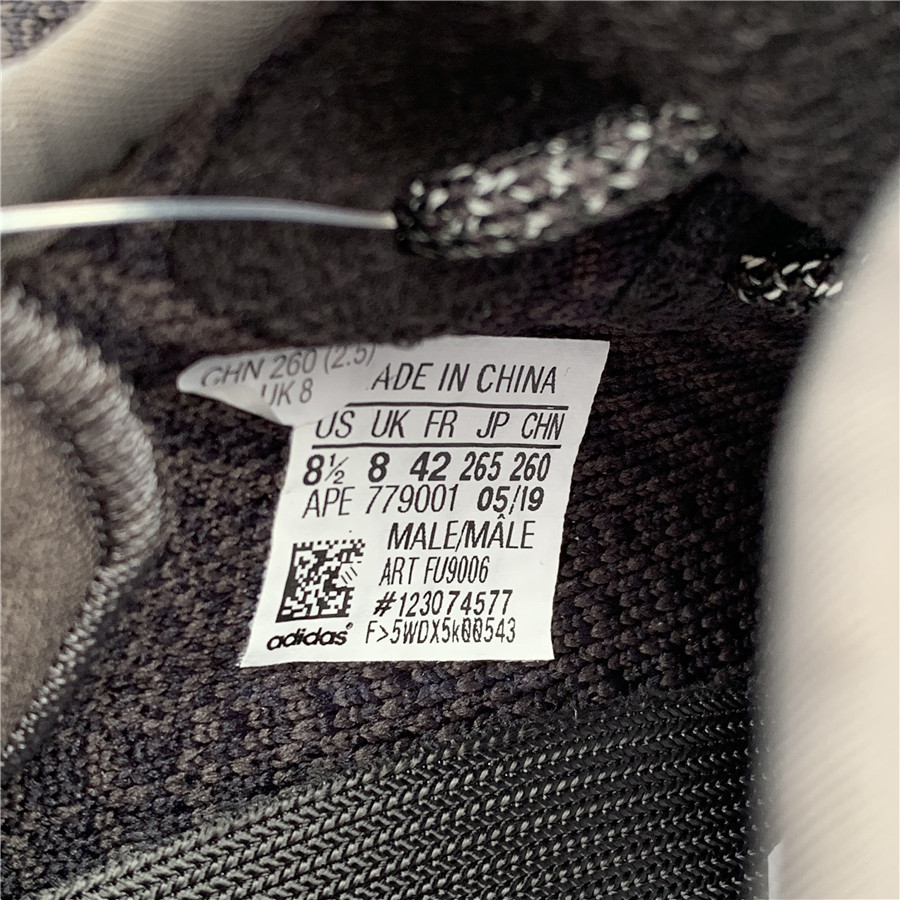 CHN 260 (2.5)
UK 8
ADE IN CHINA
US UK FR JP CHN
8½ 8 42 265 260
APE 779001 05/19
MALE/MÂLE
ART FU9006
#123074577
adidas® F>5WDX5k00543